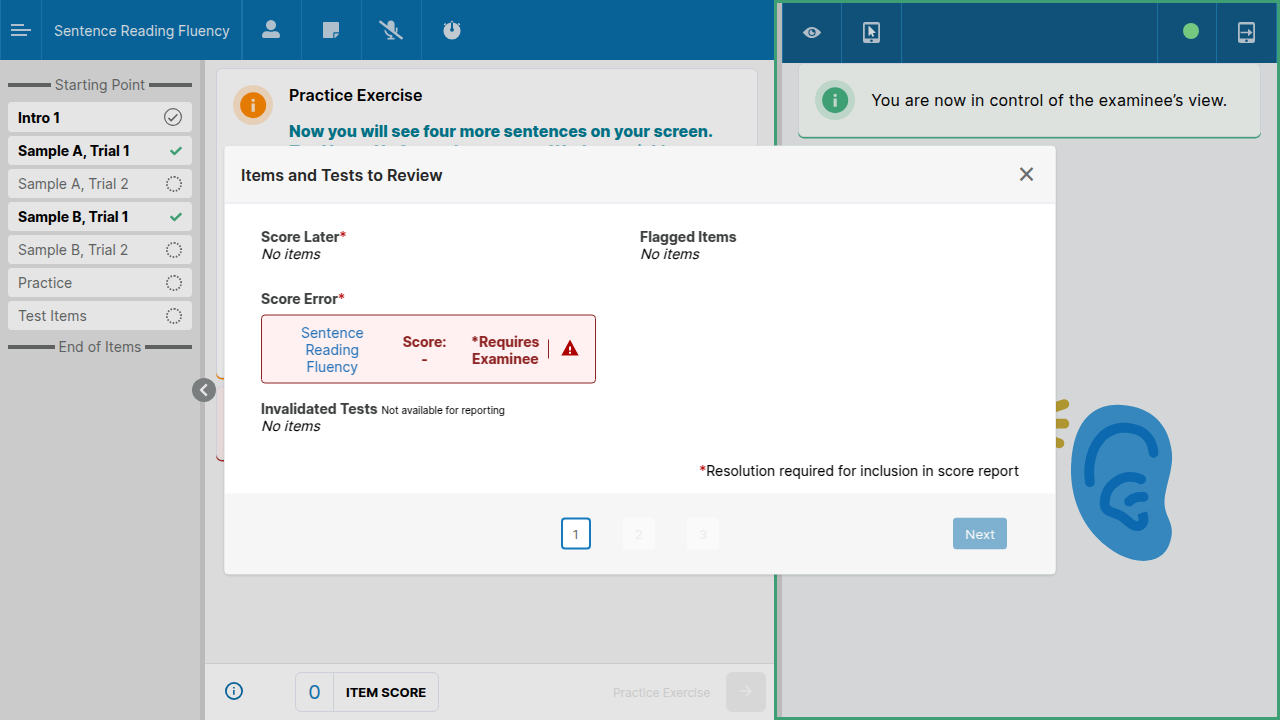 Sentence Reading Fluency
Starting Point
Intro 1
Sample A, Trial 1
Sample A, Trial 2
Sample B, Trial 1
Sample B, Trial 2
Practice
Test Items
End of Items
Practice Exercise
Now you will see four more sentences on your screen.
You are now in control of the examinee’s view.
Items and Tests to Review
Score Later*
No items
Flagged Items
No items
Score Error*
Sentence
Reading
Fluency
Score:
-
*Requires
Examinee
Invalidated Tests Not available for reporting
No items
*Resolution required for inclusion in score report
1
2
3
Next
0
ITEM SCORE
Practice Exercise